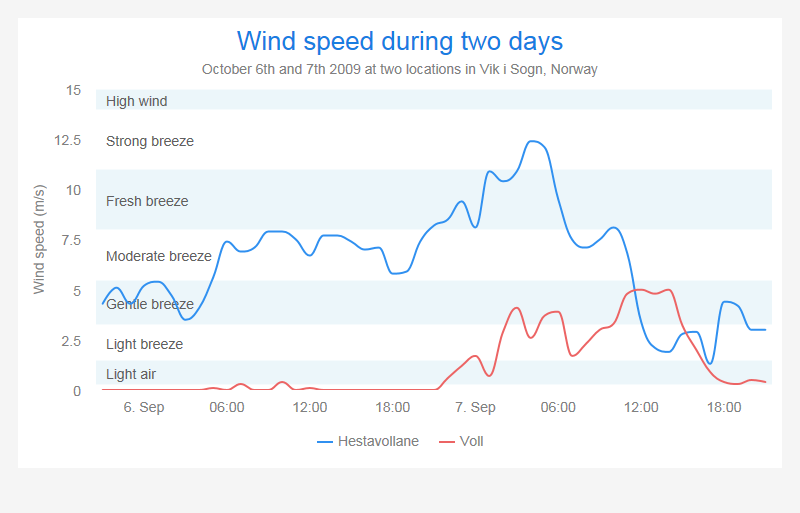 Wind speed during two days
October 6th and 7th 2009 at two locations in Vik i Sogn, Norway
Wind speed (m/s)
15
12.5
10
7.5
5
2.5
0
High wind
Strong breeze
Fresh breeze
Moderate breeze
Gentle breeze
Light breeze
Light air
6. Sep 06:00 12:00 18:00 7. Sep 06:00 12:00 18:00
Hestavollane Voll